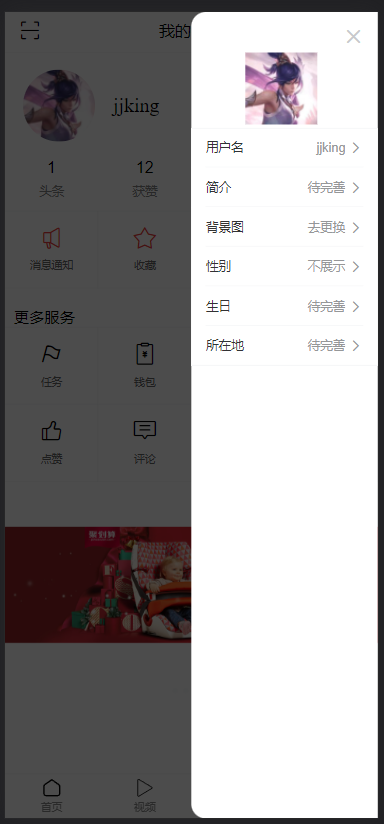 我的
jjking
1 12
头条 获赞
消息通知 收藏
更多服务
任务 钱包
点赞 评论
聚划算
首页 视频
用户名 jjking
简介 待完善
背景图 去更换
性别 不展示
生日 待完善
所在地 待完善